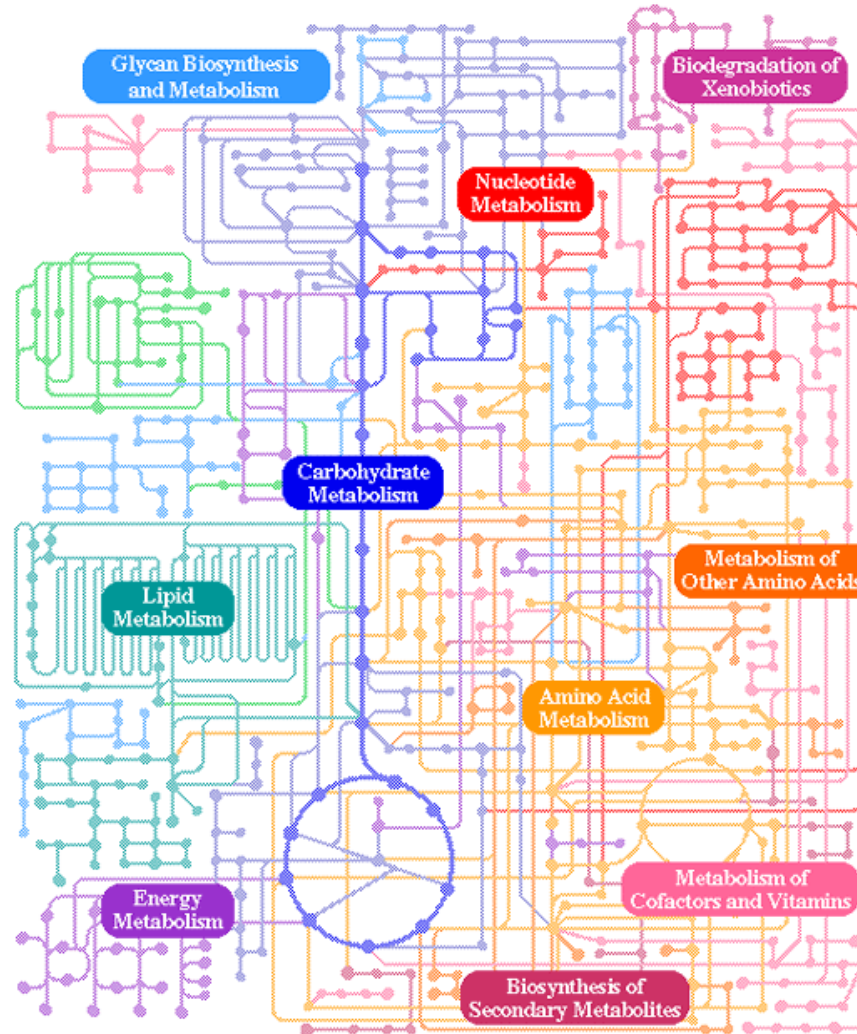 Glycan Biosynthesis
and Metabolism
Biodegradation of
Xenobiotics
Nucleotide
Metabolism
Carbohydrate
Metabolism
Metabolism of
Other Amino Acids
Lipid
Metabolism
Amino Acid
Metabolism
Metabolism of
Cofactors and Vitamins
Energy
Metabolism
Biosynthesis of
Secondary Metabolites